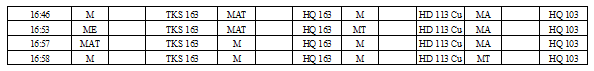 16:46 M TKS 163 MAT HQ 163 M HD 113 Cu MA HQ 103
16:53 ME TKS 163 MAT HQ 163 MT HD 113 Cu MA HQ 103
16:57 MAT TKS 163 M HQ 163 M HD 113 Cu MA HQ 103
16:58 M TKS 163 M HQ 163 M HD 113 Cu MT HQ 103